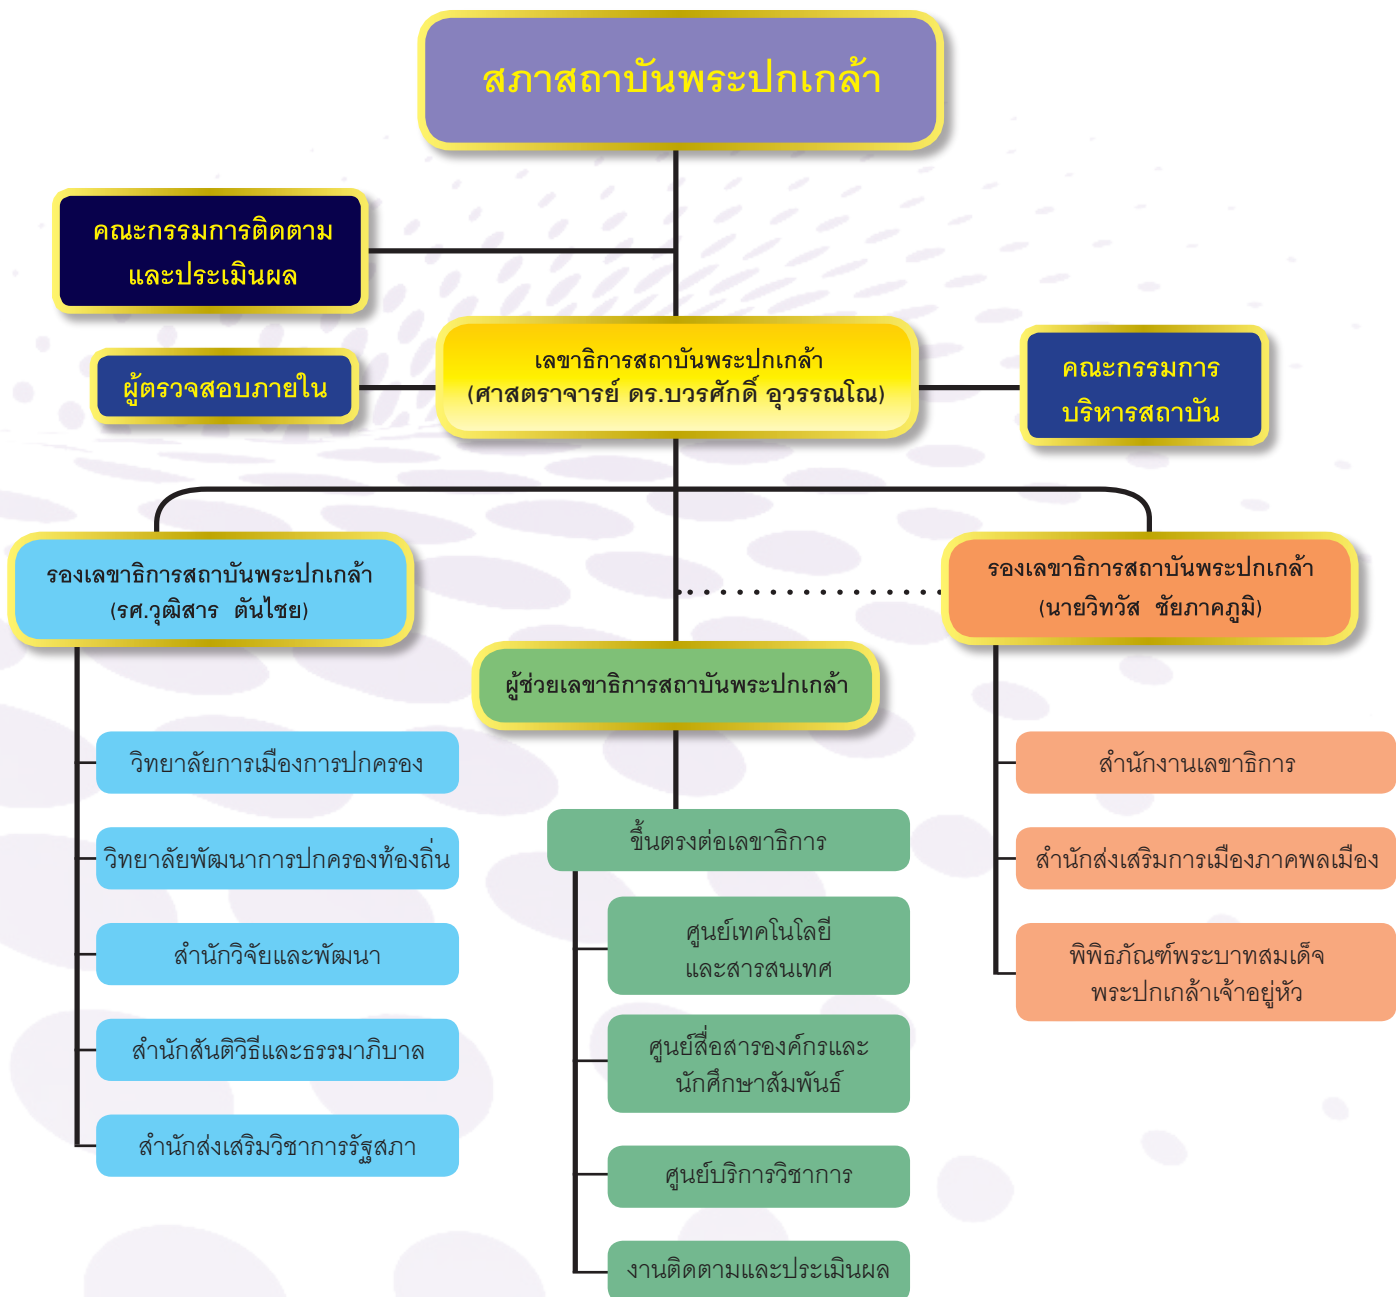 สภาสถาบันพระปกเกล้า
คณะกรรมการติดตาม
และประเมินผล
เลขาธิการสถาบันพระปกเกล้า
(ศาสตราจารย์ ดร.บวรศักดิ์ อุวรรณโณ)
ผู้ตรวจสอบภายใน
คณะกรรมการ
บริหารสถาบัน
รองเลขาธิการสถาบันพระปกเกล้า
(รศ.วุฒิสาร ตันไชย)
รองเลขาธิการสถาบันพระปกเกล้า
(นายวิทวัส ชัยภาคภูมิ)
ผู้ช่วยเลขาธิการสถาบันพระปกเกล้า
วิทยาลัยการเมืองการปกครอง
วิทยาลัยพัฒนาการปกครองท้องถิ่น
สำนักวิจัยและพัฒนา
สำนักสันติวิธีและธรรมาภิบาล
สำนักส่งเสริมวิชาการรัฐสภา
ขึ้นตรงต่อเลขาธิการ
ศูนย์เทคโนโลยี
และสารสนเทศ
ศูนย์สื่อสารองค์กรและ
นักศึกษาสัมพันธ์
ศูนย์บริการวิชาการ
งานติดตามและประเมินผล
สำนักงานเลขาธิการ
สำนักส่งเสริมการเมืองภาคพลเมือง
พิพิธภัณฑ์พระบาทสมเด็จ
พระปกเกล้าเจ้าอยู่หัว